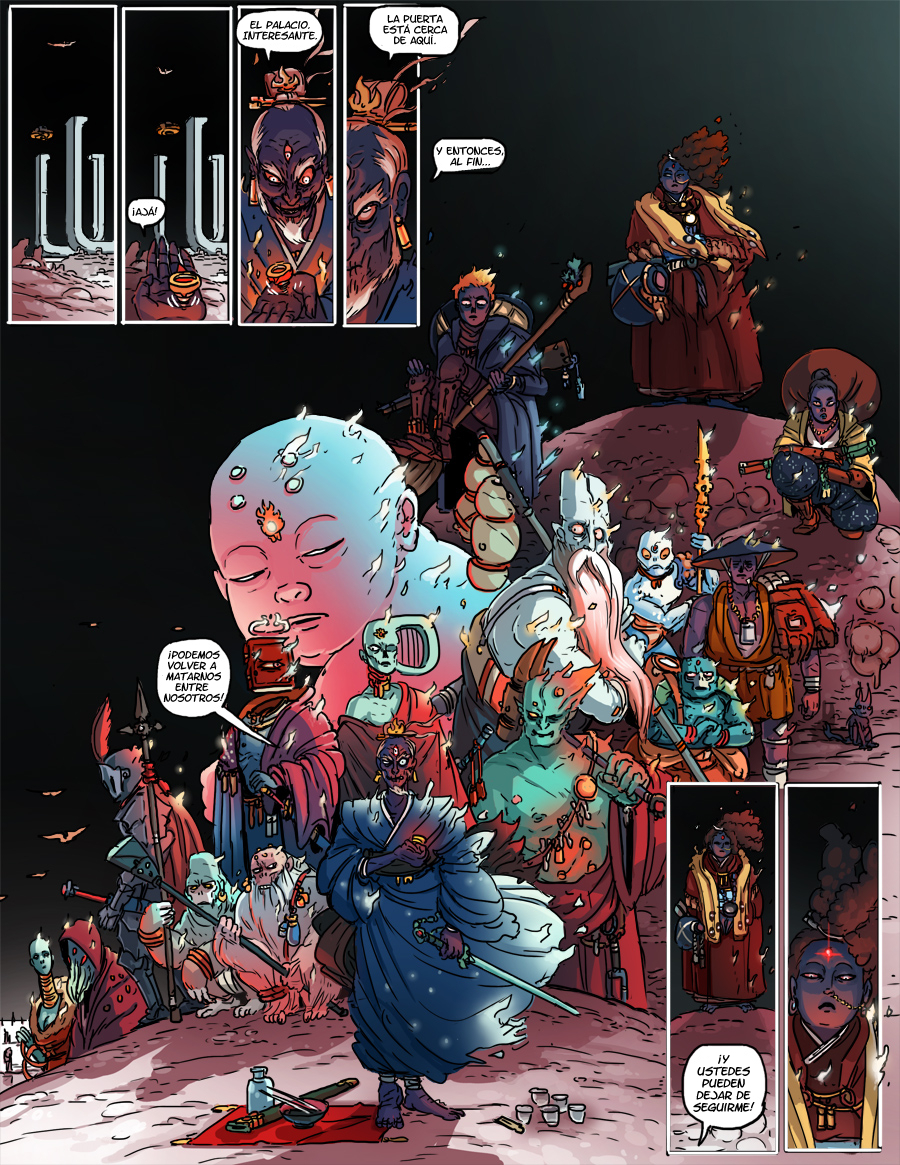 ¡AJÁ!
EL PALACIO.
INTERESANTE.
LA PUERTA
ESTÁ CERCA
DE AQUÍ.
Y ENTONCES,
AL FIN...
¡PODEMOS
VOLVER A
MATARNOS
ENTRE
NOSOTROS!
¡Y
USTEDES
PUEDEN
DEJAR DE
SEGUIRME!